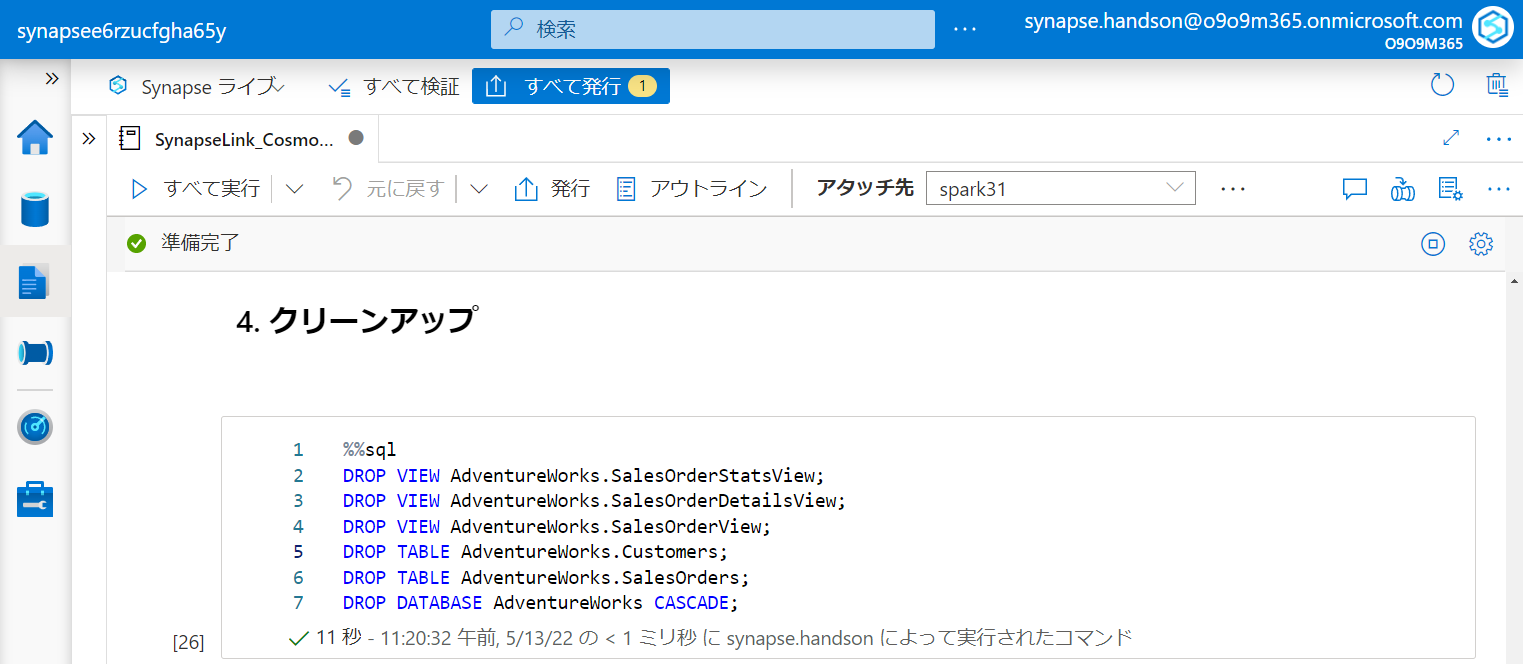 synapsee6rzucfgha65y
検索
synapse.handson@o9o9m365.onmicrosoft.com
O9O9M365
Synapse ライブ
すべて検証
すべて発行 1
SynapseLink_Cosmo...
すべて実行
元に戻す
発行
アウトライン
アタッチ先
spark31
準備完了
4. クリーンアップ
1 %%sql
2 DROP VIEW AdventureWorks.SalesOrderStatsView;
3 DROP VIEW AdventureWorks.SalesOrderDetailsView;
4 DROP VIEW AdventureWorks.SalesOrderView;
5 DROP TABLE AdventureWorks.Customers;
6 DROP TABLE AdventureWorks.SalesOrders;
7 DROP DATABASE AdventureWorks CASCADE;
[26]
11 秒 - 11:20:32 午前, 5/13/22 の < 1 ミリ秒 に synapse.handson によって実行されたコマンド